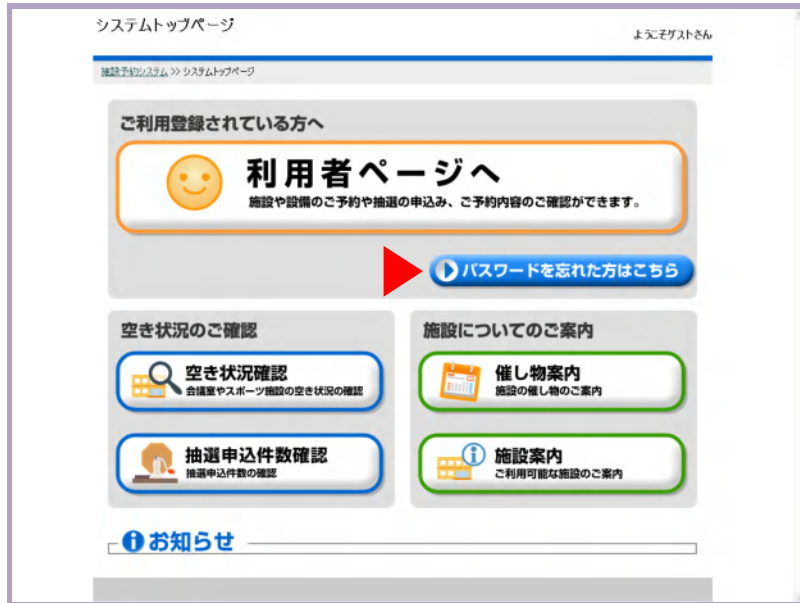 システムトップページ
ようこそゲストさん
施設予約システム >> システムトップページ
ご利用登録されている方へ
利用者ページへ
施設や設備のご予約や抽選の申込み、ご予約内容のご確認ができます。
パスワードを忘れた方はこちら
空き状況のご確認
空き状況確認
会議室やスポーツ施設の空き状況の確認
抽選申込件数確認
抽選申込件数の確認
施設についてのご案内
催し物案内
施設の催し物のご案内
施設案内
ご利用可能な施設のご案内
お知らせ